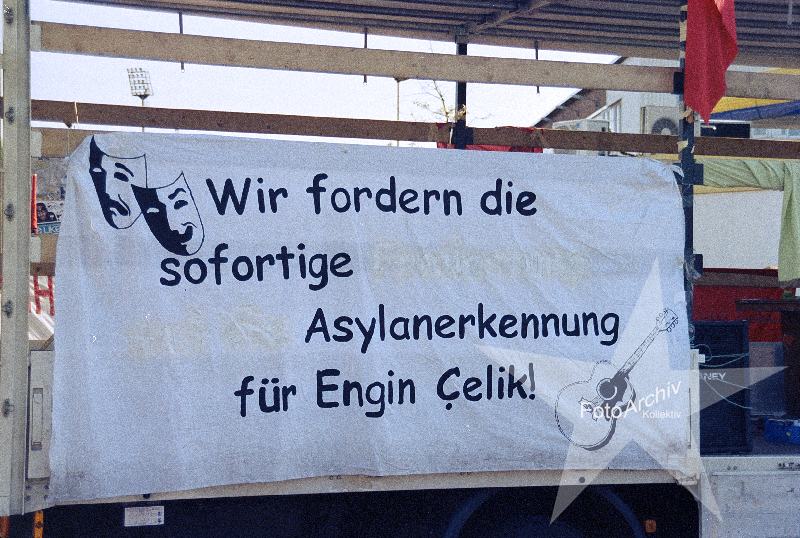 Wir fordern die
sofortige
Asylanerkennung
für Engin Çelik!
FotoArchiv
Kollektiv